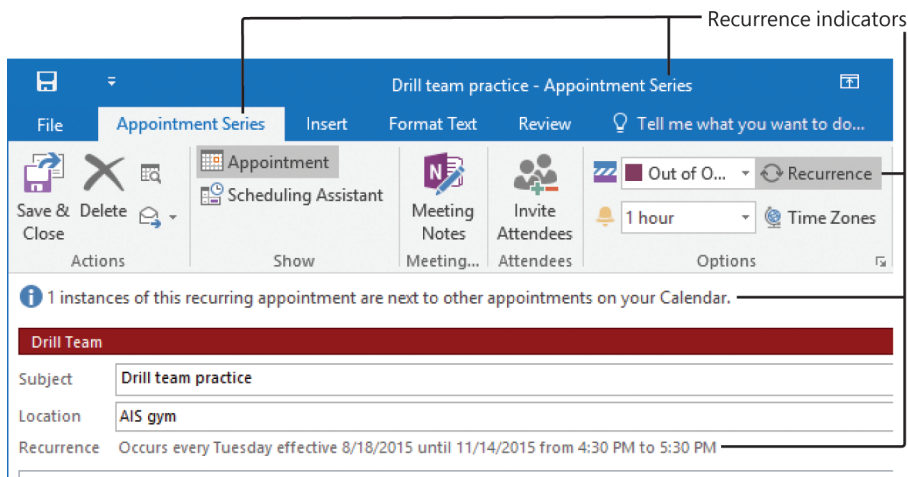 Recurrence indicators
Drill team practice - Appointment Series
File Appointment Series Insert Format Text Review Tell me what you want to do...
Appointment Out of O... Recurrence
Scheduling Assistant
Save & Close Delete Meeting Notes Invite Attendees 1 hour Time Zones
Actions Show Meeting... Attendees Options
1 instances of this recurring appointment are next to other appointments on your Calendar.
Drill Team
Subject Drill team practice
Location AIS gym
Recurrence Occurs every Tuesday effective 8/18/2015 until 11/14/2015 from 4:30 PM to 5:30 PM